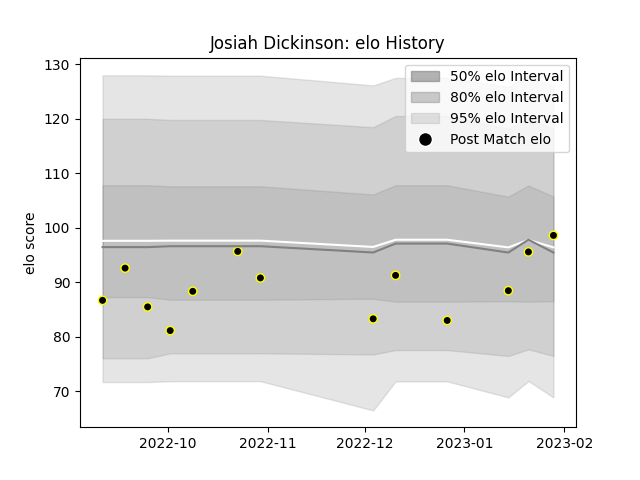 Josiah Dickinson: elo History
130
120
110
100
90
80
70
elo score
50% elo Interval
80% elo Interval
95% elo Interval
Post Match elo
2022-10
2022-11
2022-12
2023-01
2023-02